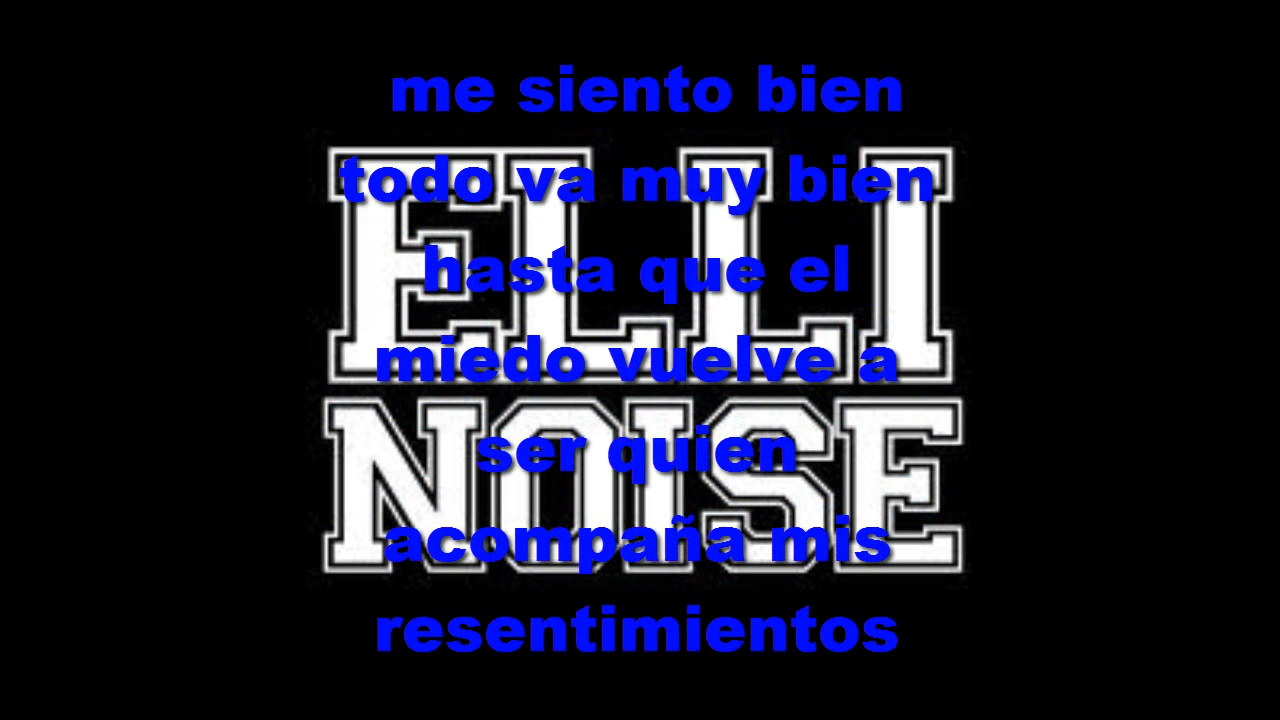 me siento bien
ELLI
todo va muy bien
hasta que el
miedo vuelve a
NOISE
ser quien
acompaña mis
resentimientos